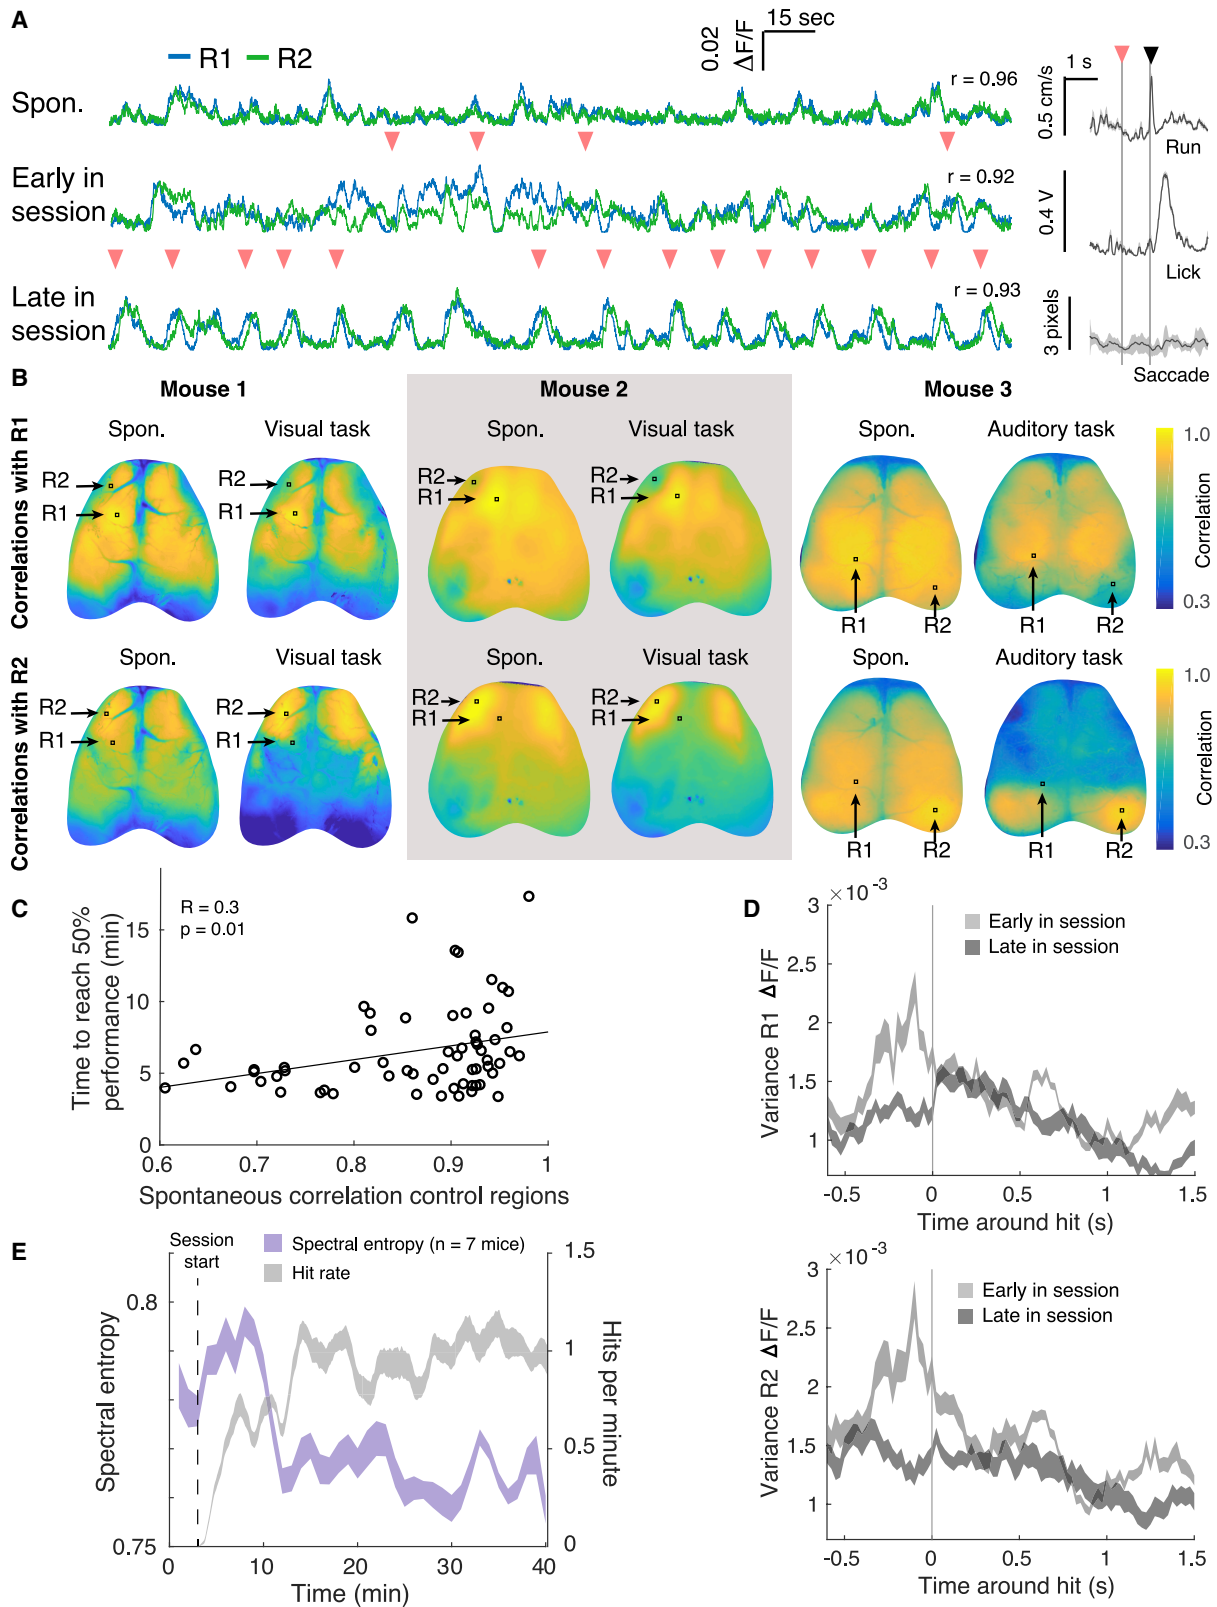 A
R1 R2
0.02
ΔF/F
15 sec
1 s
Spon.
r = 0.96
0.5 cm/s
Run
Early in
session
r = 0.92
0.4 V
Lick
Late in
session
r = 0.93
3 pixels
Saccade
B
Mouse 1 Mouse 2 Mouse 3
Correlations with R1
Spon. Visual task Spon. Visual task Spon. Auditory task
R2
R1
R2
R1
R2
R1
R2
R1
R1 R2 R1 R2
1.0
Correlation
0.3
Correlations with R2
Spon. Visual task Spon. Visual task Spon. Auditory task
R2
R1
R2
R1
R2
R1
R2
R1
R1 R2 R1 R2
1.0
Correlation
0.3
C
R = 0.3
p = 0.01
Time to reach 50%
performance (min)
15
10
5
0
0.6 0.7 0.8 0.9 1
Spontaneous correlation control regions
D
×10⁻³
3
2.5
2
1.5
1
Variance R1 ΔF/F
Early in session
Late in session
-0.5 0 0.5 1 1.5
Time around hit (s)
×10⁻³
3
2.5
2
1.5
1
Variance R2 ΔF/F
Early in session
Late in session
-0.5 0 0.5 1 1.5
Time around hit (s)
E
Session
start
Spectral entropy (n = 7 mice)
Hit rate
Spectral entropy
0.8
0.75
1.5
1
0.5
0
Hits per
minute
0 10 20 30 40
Time (min)